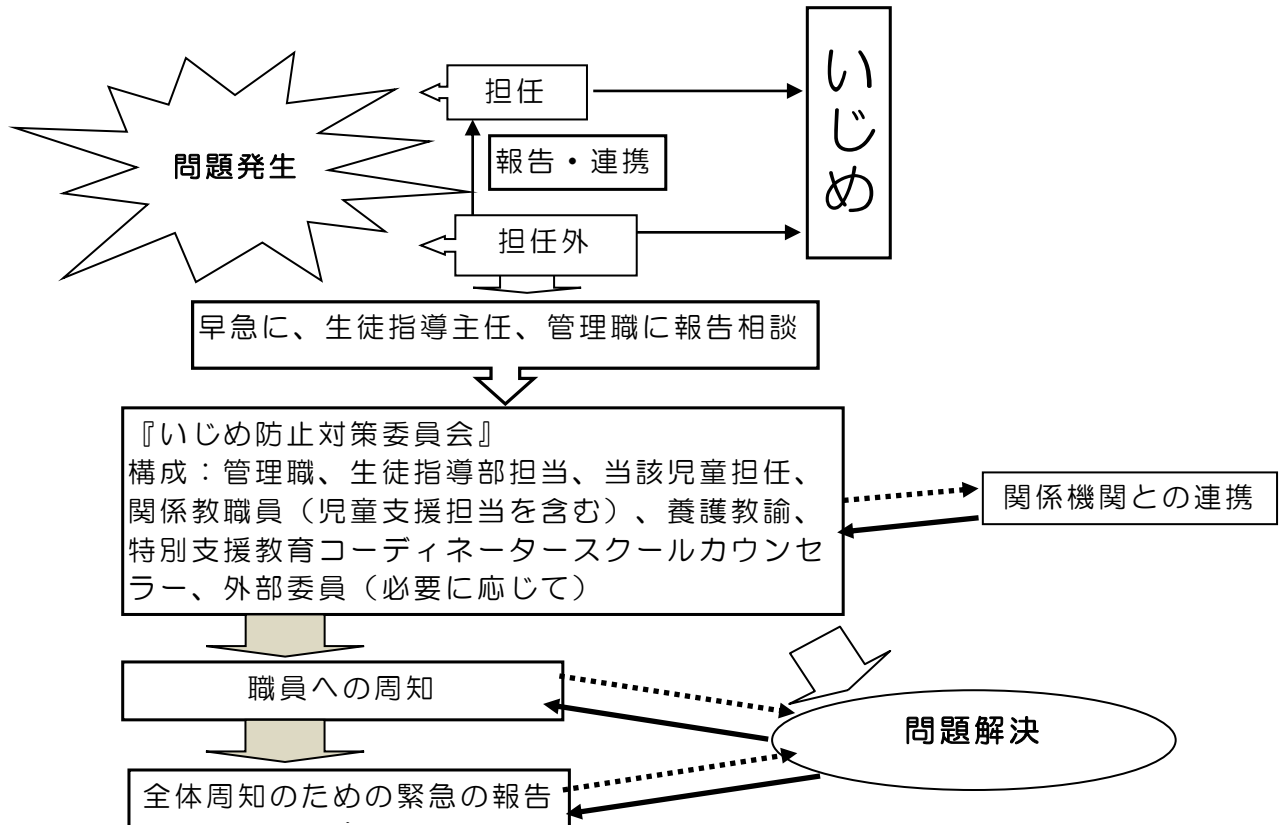 いじめ
担任
報告・連携
問題発生
担任外
早急に、生徒指導主任、管理職に報告相談
『いじめ防止対策委員会』
構成：管理職、生徒指導部担当、当該児童担任、
関係教職員（児童支援担当を含む）、養護教諭、
特別支援教育コーディネータースクールカウンセ
ラー、外部委員（必要に応じて）
関係機関との連携
職員への周知
問題解決
全体周知のための緊急の報告